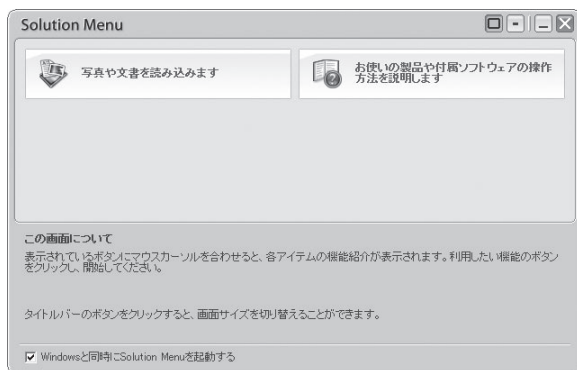 Solution Menu
写真や文書を読み込みます
お使いの製品や付属ソフトウェアの操作
方法を説明します
この画面について
表示されているボタンにマウスカーソルを合わせると、各アイテムの機能紹介が表示されます。利用したい機能のボタン
をクリックし、開始してください。
タイトルバーのボタンをクリックすると、画面サイズを切り替えることができます。
Windowsと同時にSolution Menuを起動する